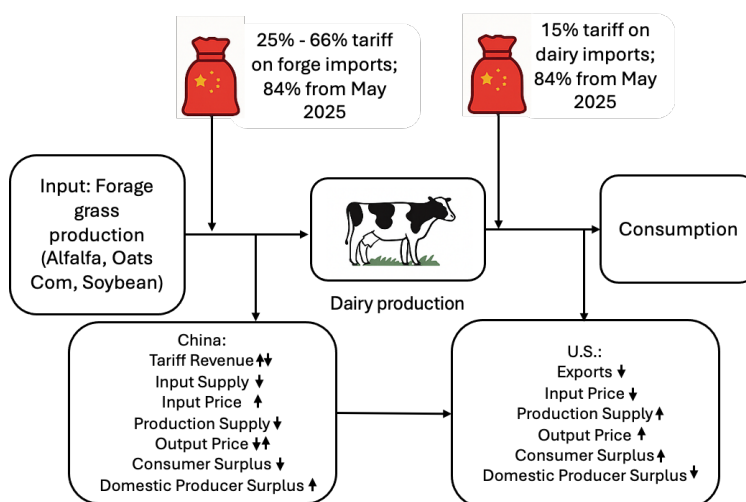 25% - 66% tariff
on forge imports;
84% from May
2025
15% tariff on
dairy imports;
84% from May
2025
Input: Forage
grass
production
(Alfalfa, Oats
Com, Soybean)
Dairy production
Consumption
China:
Tariff Revenue
Input Supply
Input Price
Production Supply
Output Price
Consumer Surplus
Domestic Producer Surplus
U.S.:
Exports
Input Price
Production Supply
Output Price
Consumer Surplus
Domestic Producer Surplus